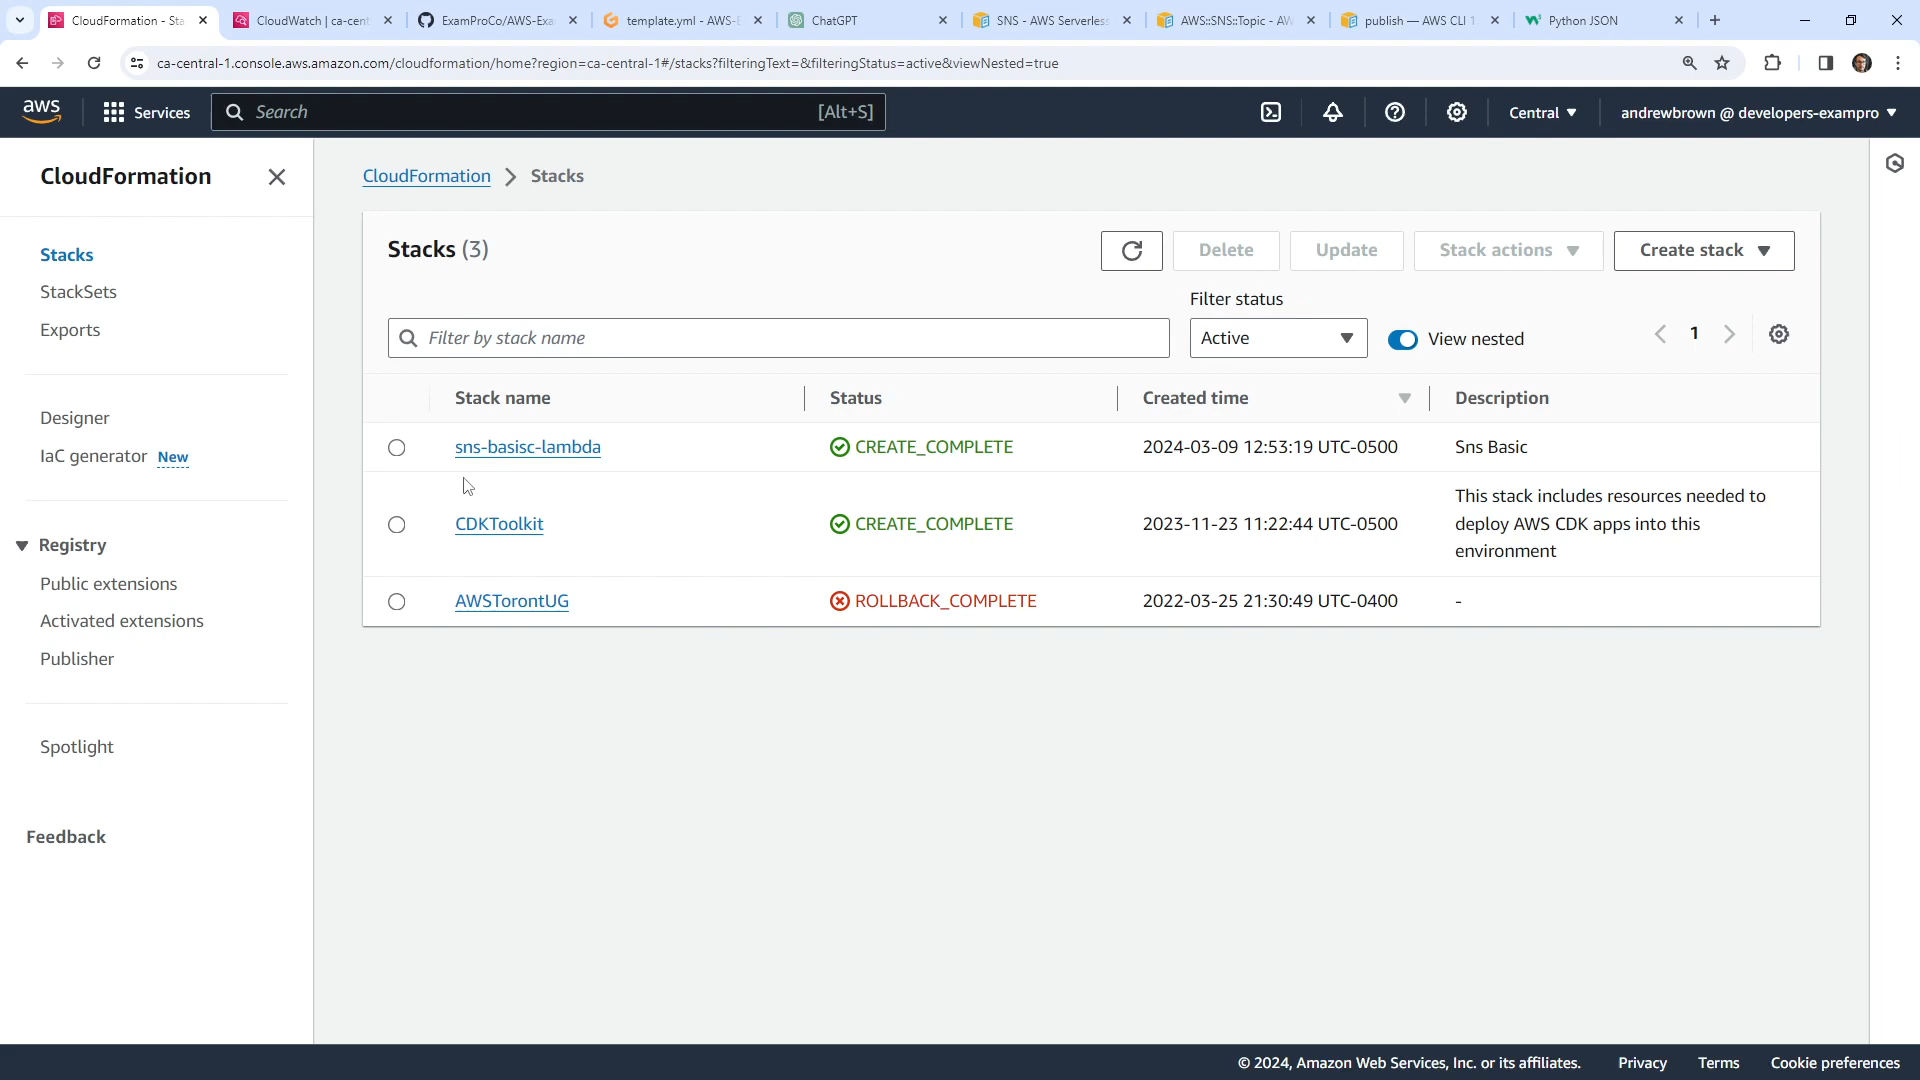 CloudFormation - Sta
CloudWatch | ca-cent
ExamProCo/AWS-Exa
template.yml - AWS-E
ChatGPT
SNS - AWS Serverless
AWS::SNS::Topic - AW
publish — AWS CLI 1
Python JSON
ca-central-1.console.aws.amazon.com/cloudformation/home?region=ca-central-1#/stacks?filteringText=&filteringStatus=active&viewNested=true
aws
Services
Search
[Alt+S]
Central
andrewbrown @ developers-exampro
CloudFormation
Stacks
StackSets
Exports
Designer
IaC generator New
Registry
Public extensions
Activated extensions
Publisher
Spotlight
Feedback
CloudFormation > Stacks
Stacks (3)
Delete
Update
Stack actions
Create stack
Filter status
Filter by stack name
Active
View nested
1
Stack name Status Created time Description
sns-basisc-lambda CREATE_COMPLETE 2024-03-09 12:53:19 UTC-0500 Sns Basic
CDKToolkit CREATE_COMPLETE 2023-11-23 11:22:44 UTC-0500
This stack includes resources needed to
deploy AWS CDK apps into this
environment
AWSTorontUG ROLLBACK_COMPLETE 2022-03-25 21:30:49 UTC-0400 -
© 2024, Amazon Web Services, Inc. or its affiliates. Privacy Terms Cookie preferences